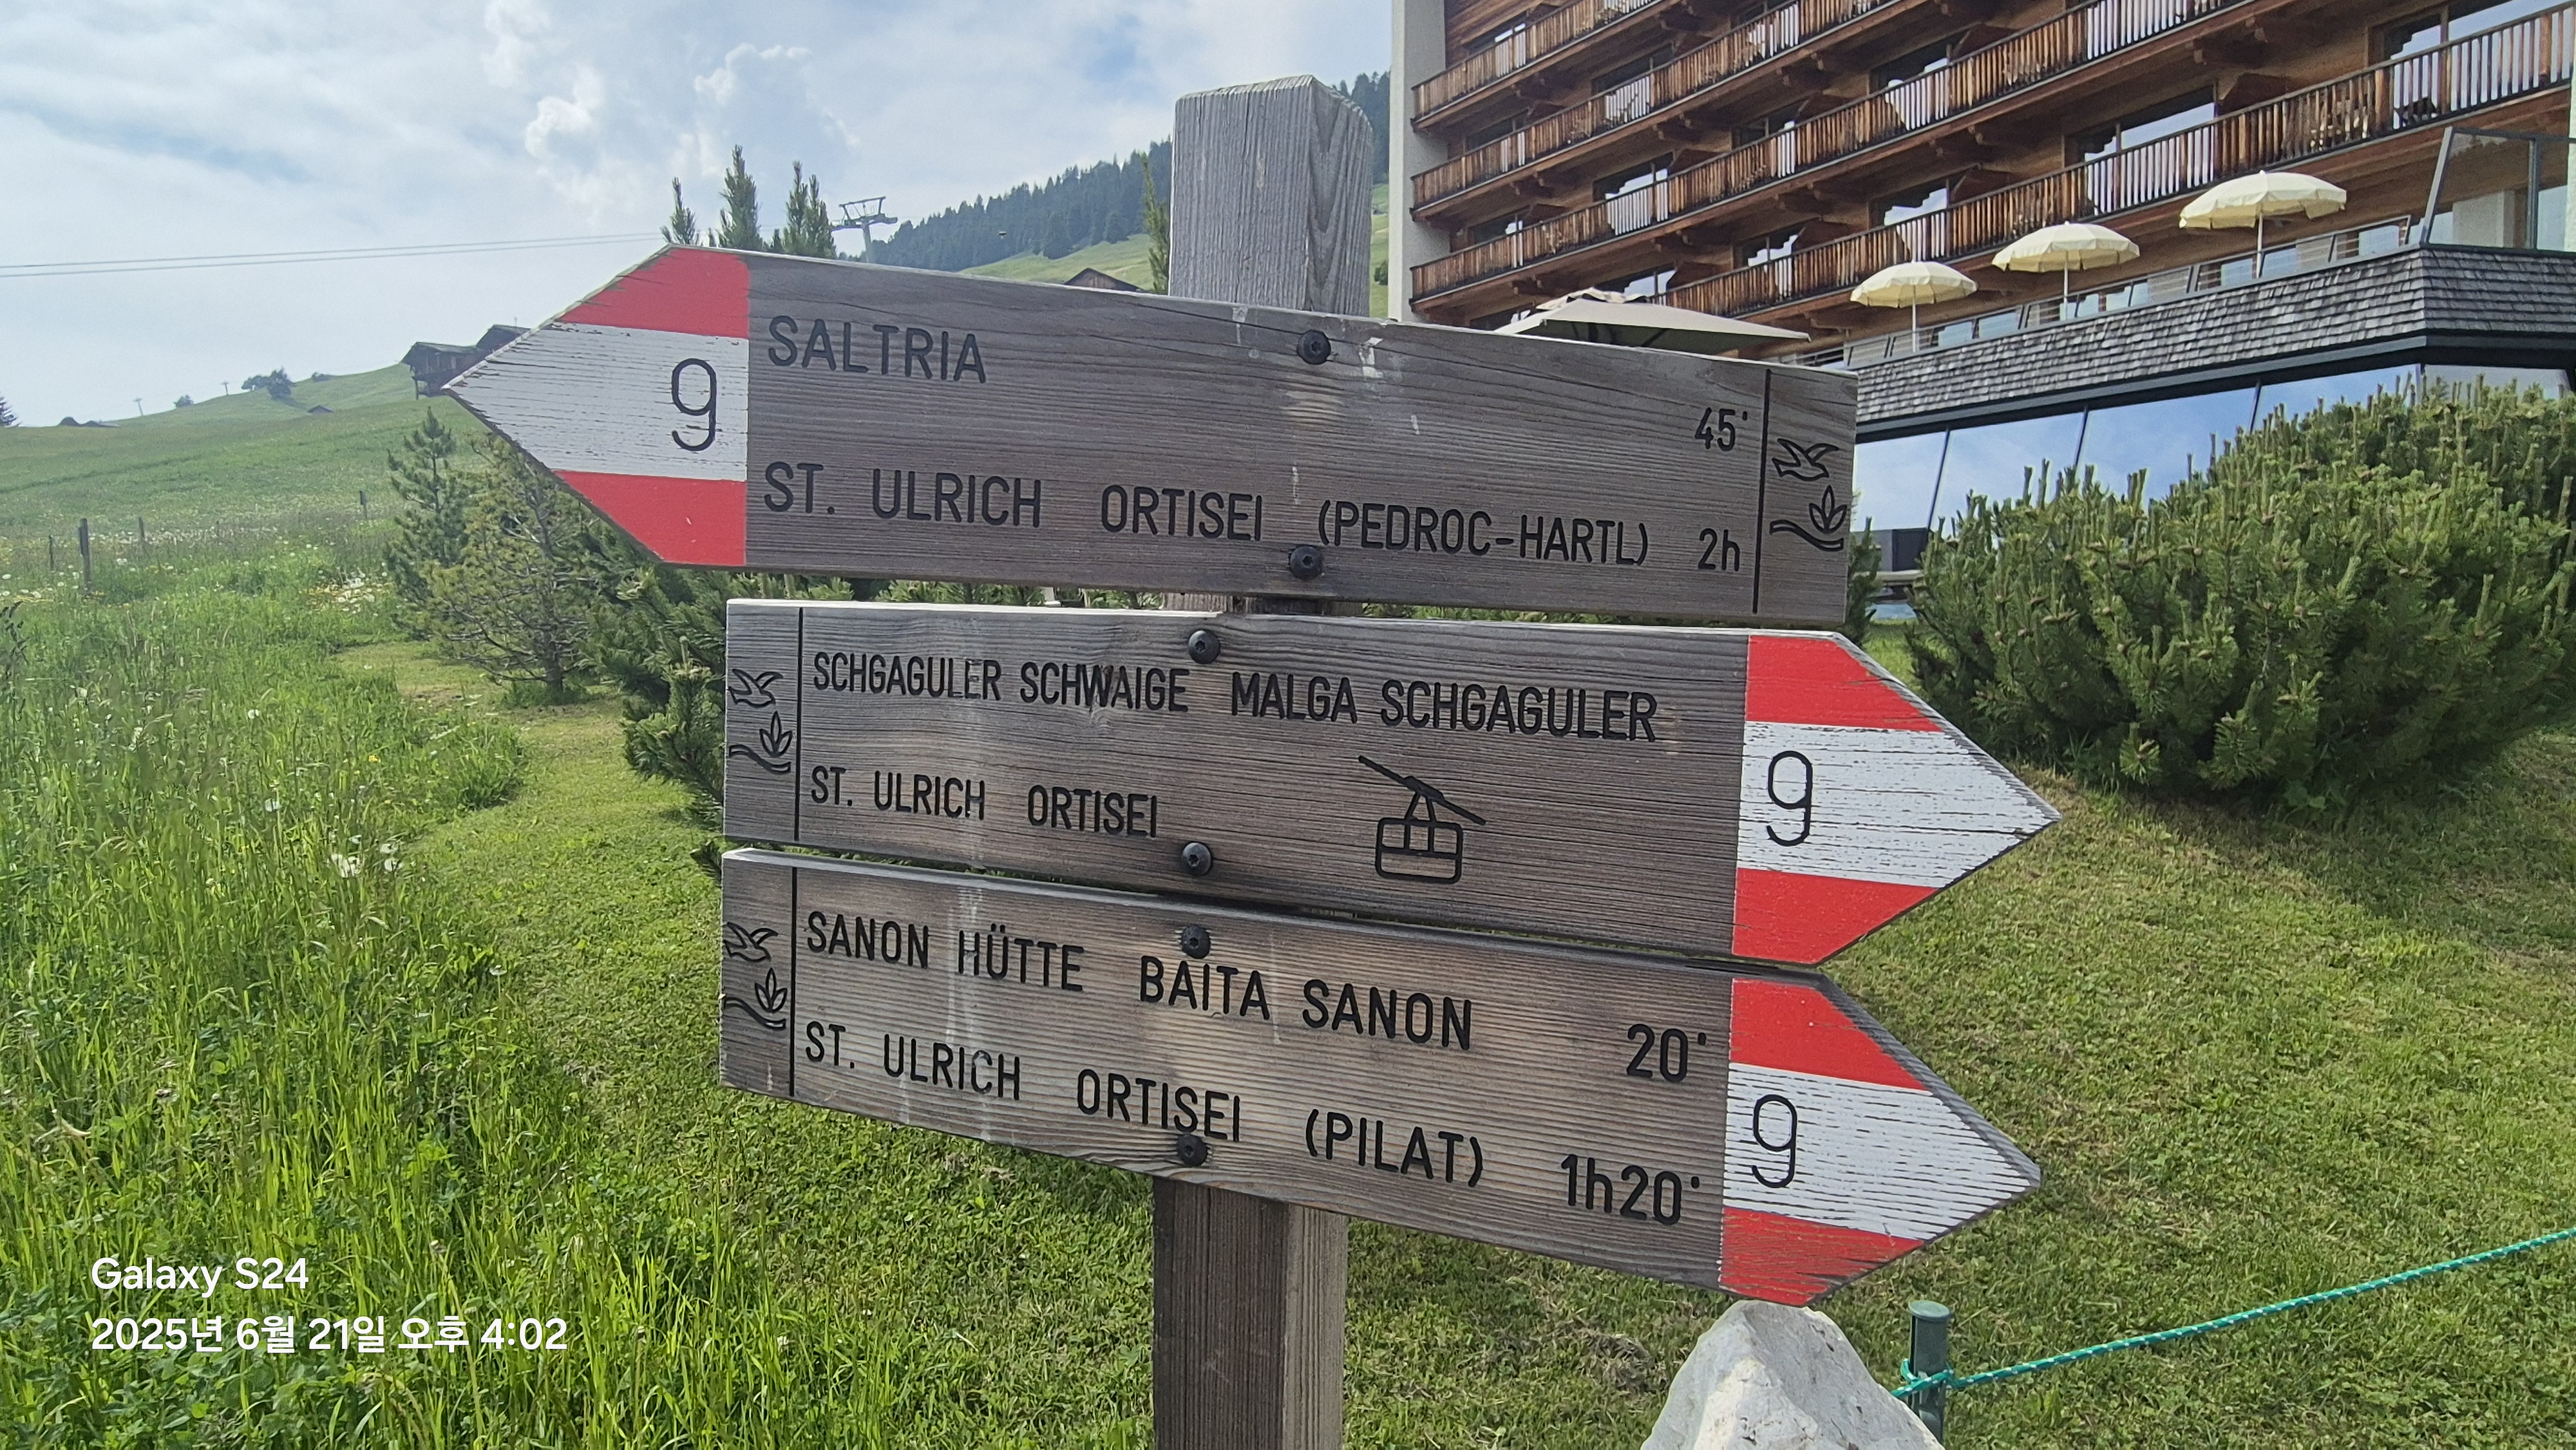 9
SALTRIA 45'
ST. ULRICH ORTISEI (PEDROC-HARTL) 2h
SCHGAGULER SCHWAIGE MALGA SCHGAGULER
ST. ULRICH ORTISEI
9
SANON HÜTTE BAITA SANON 20'
ST. ULRICH ORTISEI (PILAT) 1h20'
9
Galaxy S24
2025년 6월 21일 오후 4:02